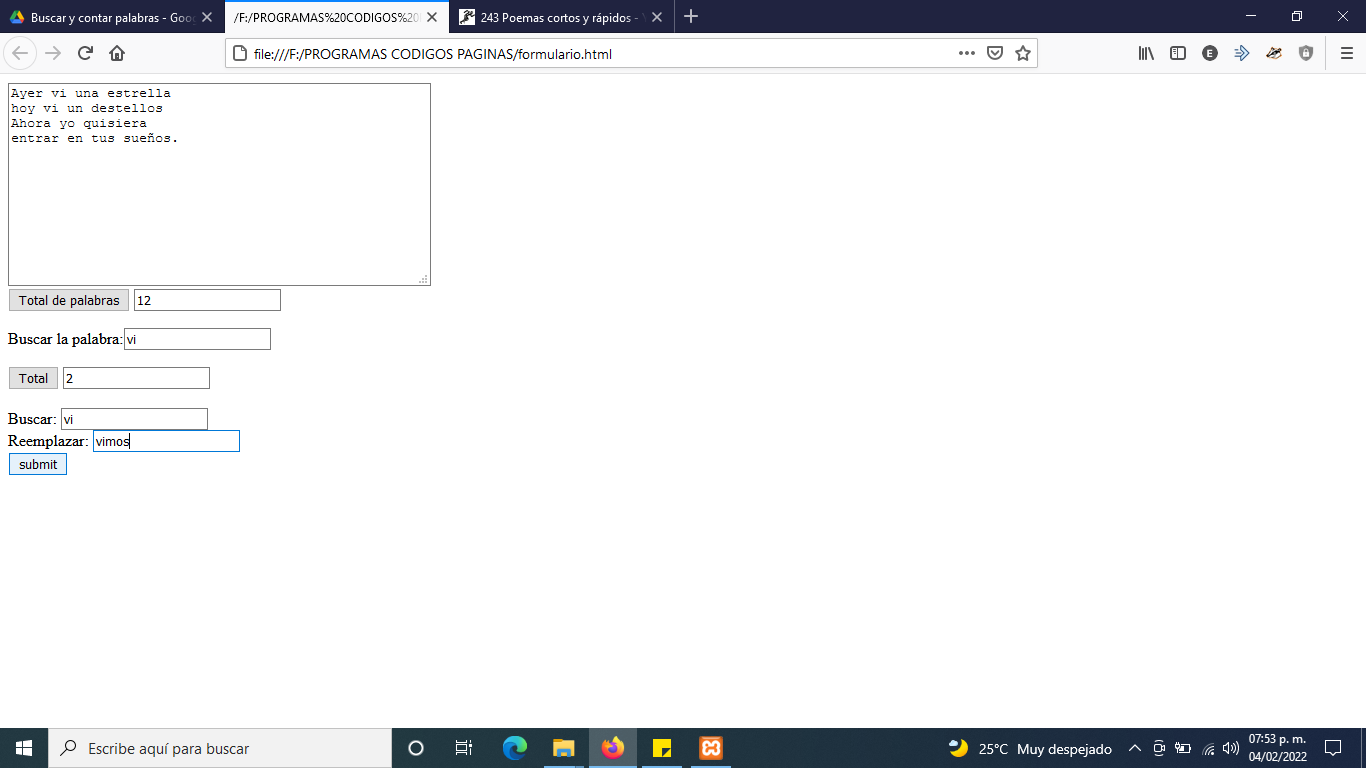 Buscar y contar palabras - Goo
/F:/PROGRAMAS%20CODIGOS%20
243 Poemas cortos y rápidos -
file:///F:/PROGRAMAS CODIGOS PAGINAS/formulario.html
E
Ayer vi una estrella
hoy vi un destellos
Ahora yo quisiera
entrar en tus sueños.
Total de palabras 12
Buscar la palabra: vi
Total 2
Buscar: vi
Reemplazar: vimos
submit
Escribe aquí para buscar
25°C Muy despejado
07:53 p. m.
04/02/2022